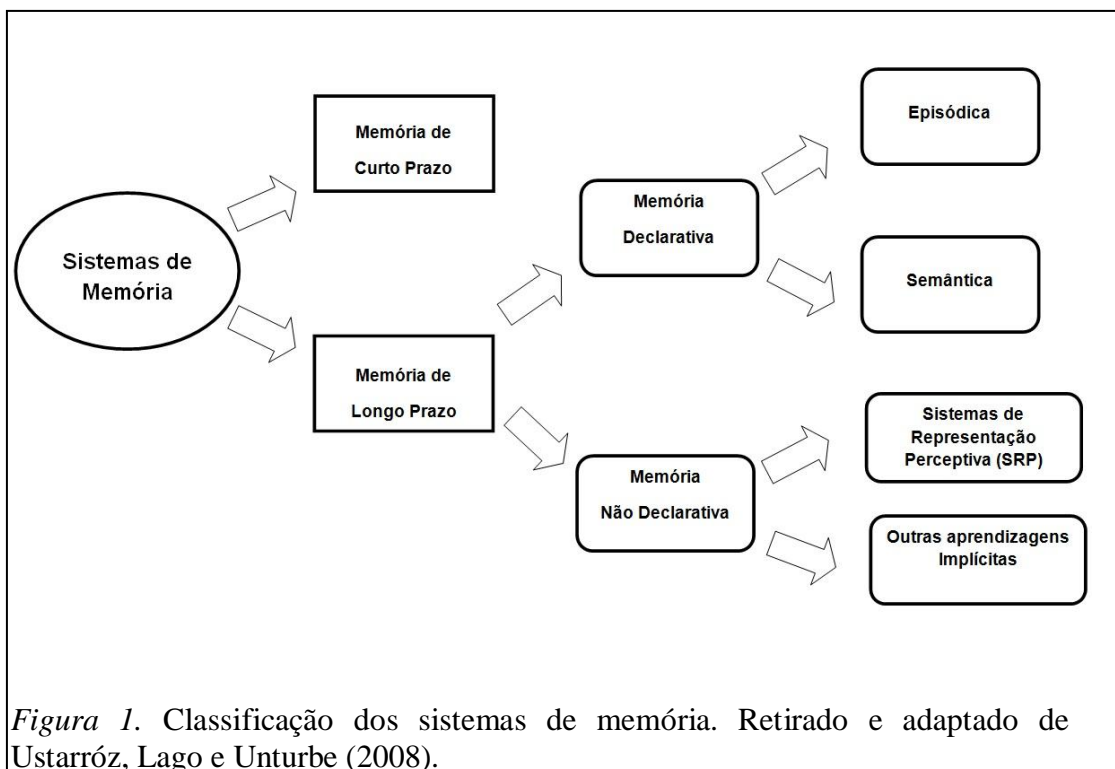 Sistemas de
Memória
Memória de
Curto Prazo
Memória de
Longo Prazo
Memória
Declarativa
Memória
Não Declarativa
Episódica
Semântica
Sistemas de
Representação
Perceptiva (SRP)
Outras aprendizagens
Implícitas
Figura 1. Classificação dos sistemas de memória. Retirado e adaptado de
Ustarróz, Lago e Unturbe (2008).